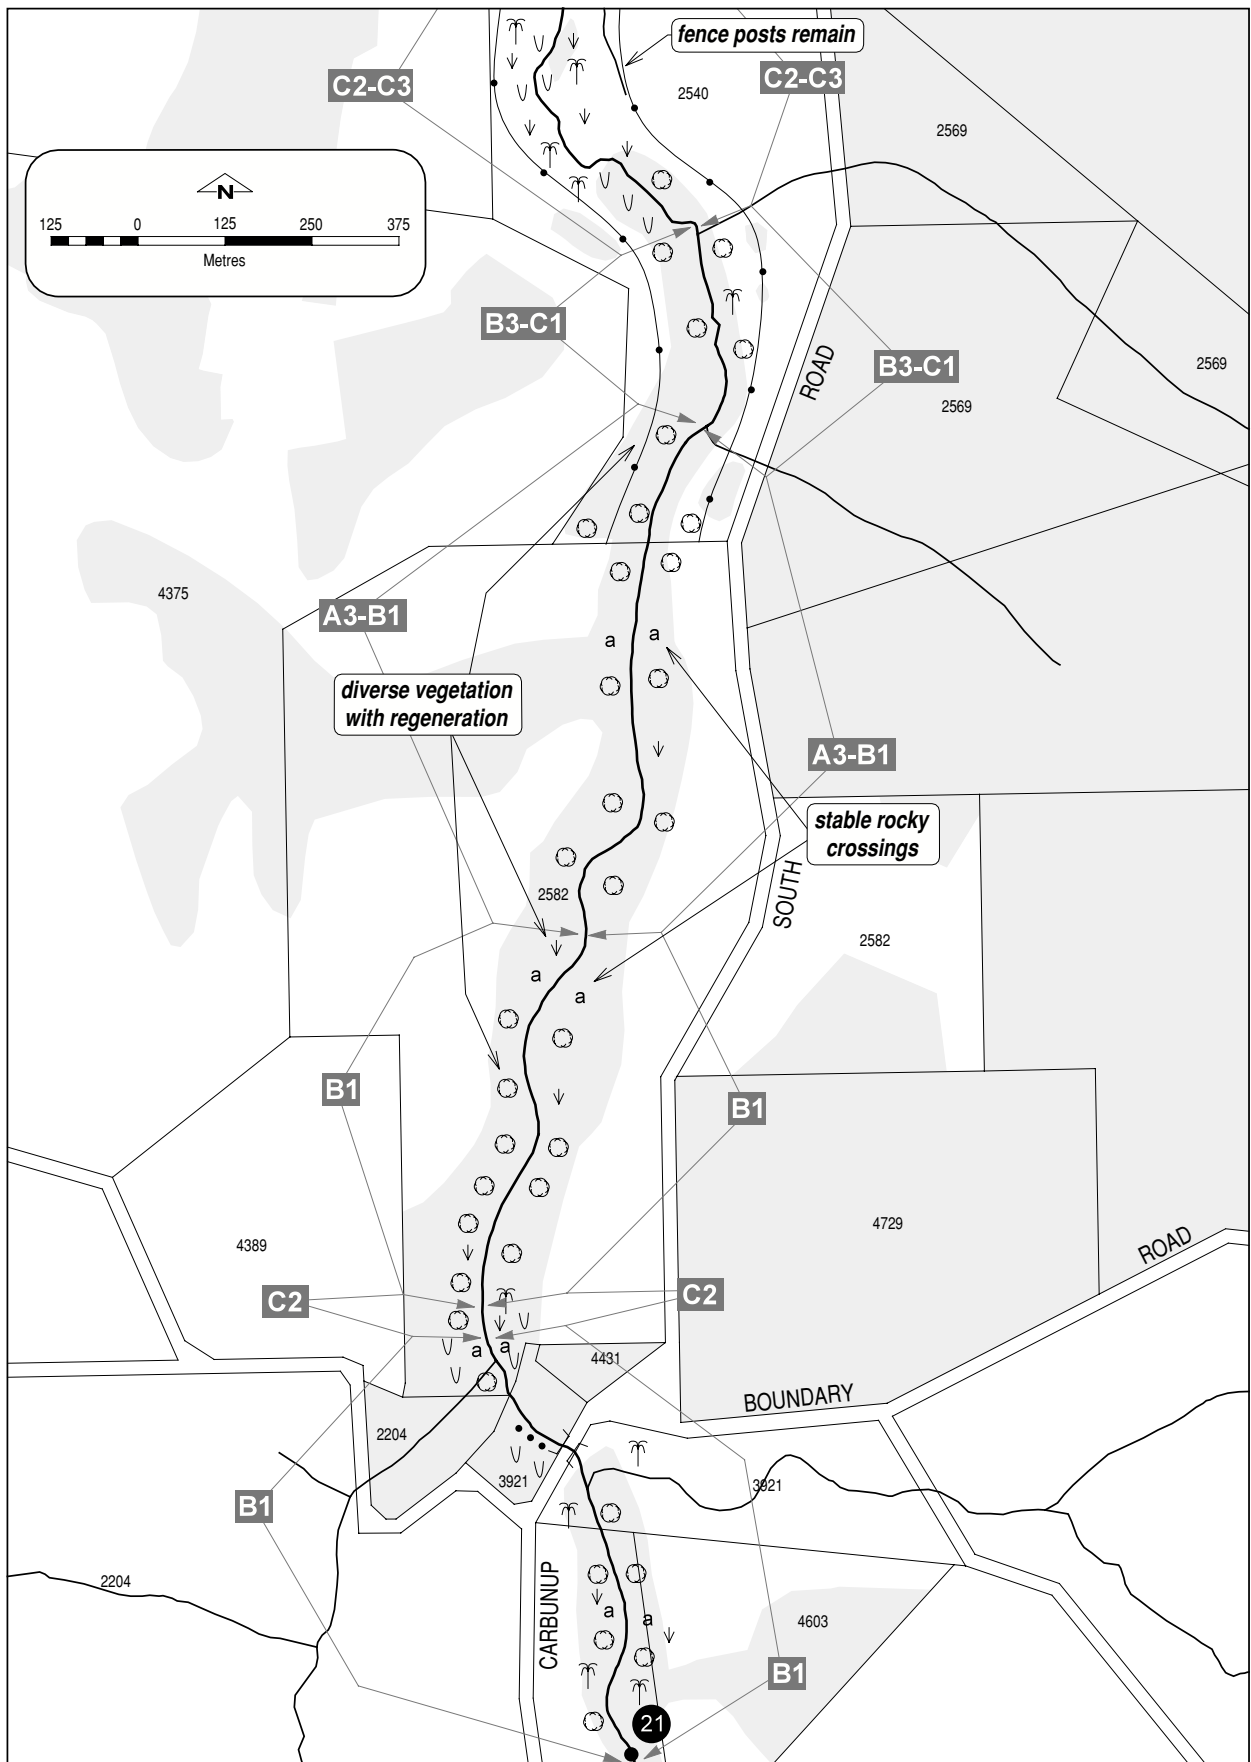 fence posts remain
C2-C3
C2-C3
2540
2569
N
125 0 125 250 375
Metres
B3-C1
ROAD
B3-C1
2569
2569
4375
A3-B1
a a
diverse vegetation
with regeneration
A3-B1
stable rocky
crossings
2582
SOUTH
2582
a
a
B1
B1
4729
4389
ROAD
C2
C2
a a
4431
BOUNDARY
2204
3921
3921
B1
2204
CARBUNUP
a a
4603
B1
21